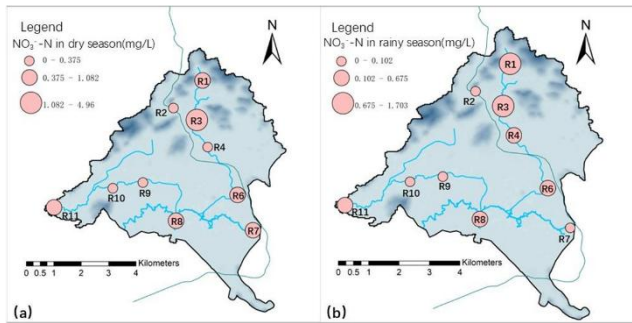 Legend
NO₃⁻-N in dry season(mg/L)
0 - 0.375
0.375 - 1.082
1.082 - 4.96
N
R1
R2
R3
R4
R6
R7
R8
R9
R10
R11
0 0.5 1 2 3 4
Kilometers
(a)
Legend
NO₃⁻-N in rainy season(mg/L)
0 - 0.102
0.102 - 0.675
0.675 - 1.703
N
R1
R2
R3
R4
R6
R7
R8
R9
R10
R11
0 0.5 1 2 3 4
Kilometers
(b)